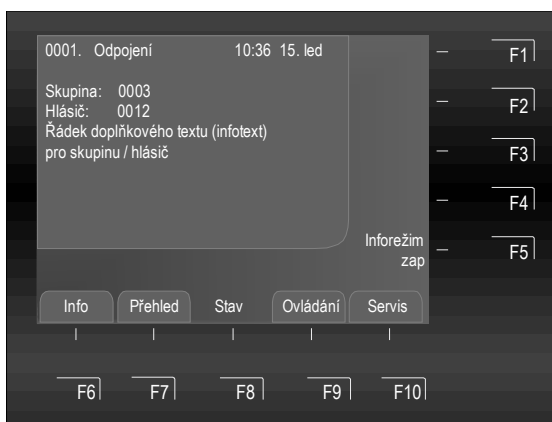 0001. Odpojení 10:36 15. led
F1
Skupina: 0003
Hlásič: 0012
F2
Řádek doplňkového textu (infotext)
pro skupinu / hlásič
F3
F4
Inforežim
zap
F5
Info Přehled Stav Ovládání Servis
F6 F7 F8 F9 F10